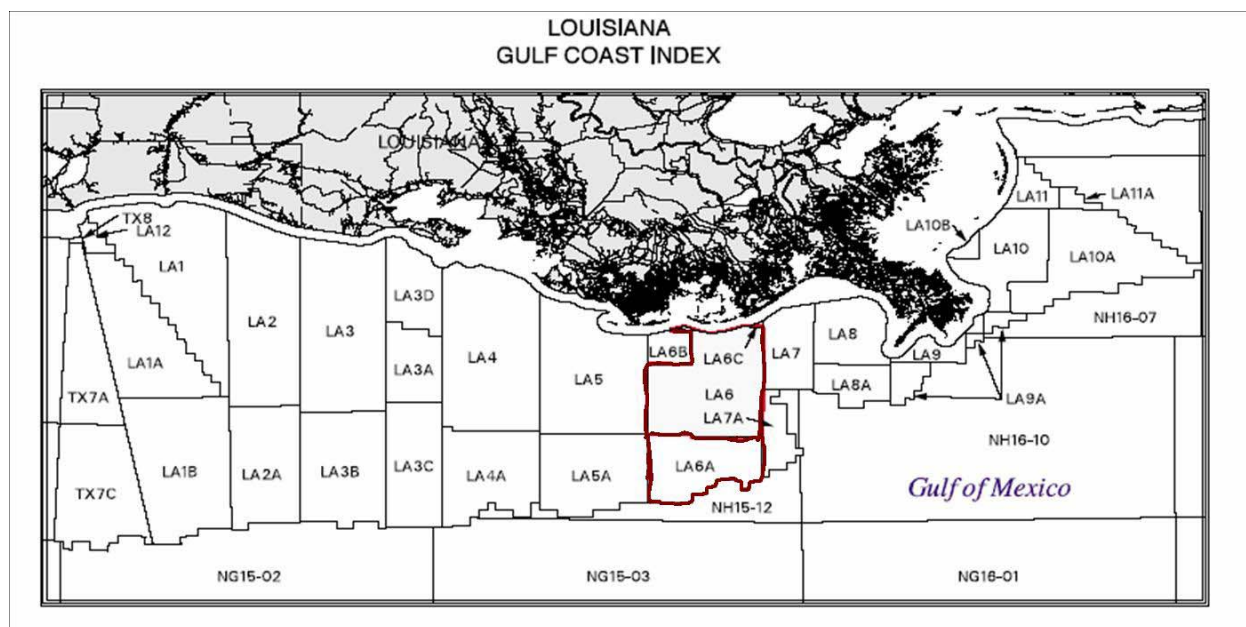 LOUISIANA
GULF COAST INDEX
LOUISIANA
LA11
LA11A
TX8
LA12
LA10B
LA1
LA10
LA10A
LA3D
LA2
LA3
NH16-07
LA8
LA4
LA6B
LA6C
LA7
LA9
LA1A
LA3A
LA5
LA8A
TX7A
LA6
LA9A
LA7A
NH16-10
LA1B
LA2A
LA3B
LA3C
LA4A
LA5A
LA6A
TX7C
Gulf of Mexico
NH15-12
NG15-02
NG15-03
NG16-01